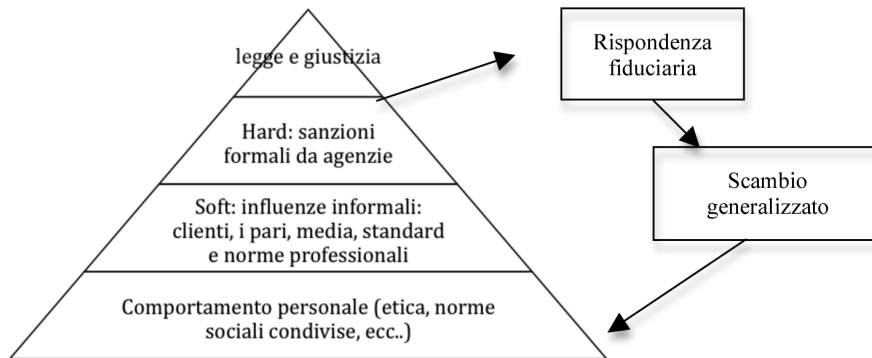 legge e giustizia
Hard: sanzioni
formali da agenzie
Soft: influenze informali:
clienti, i pari, media, standard
e norme professionali
Comportamento personale (etica, norme
sociali condivise, ecc..)
Rispondenza
fiduciaria
Scambio
generalizzato